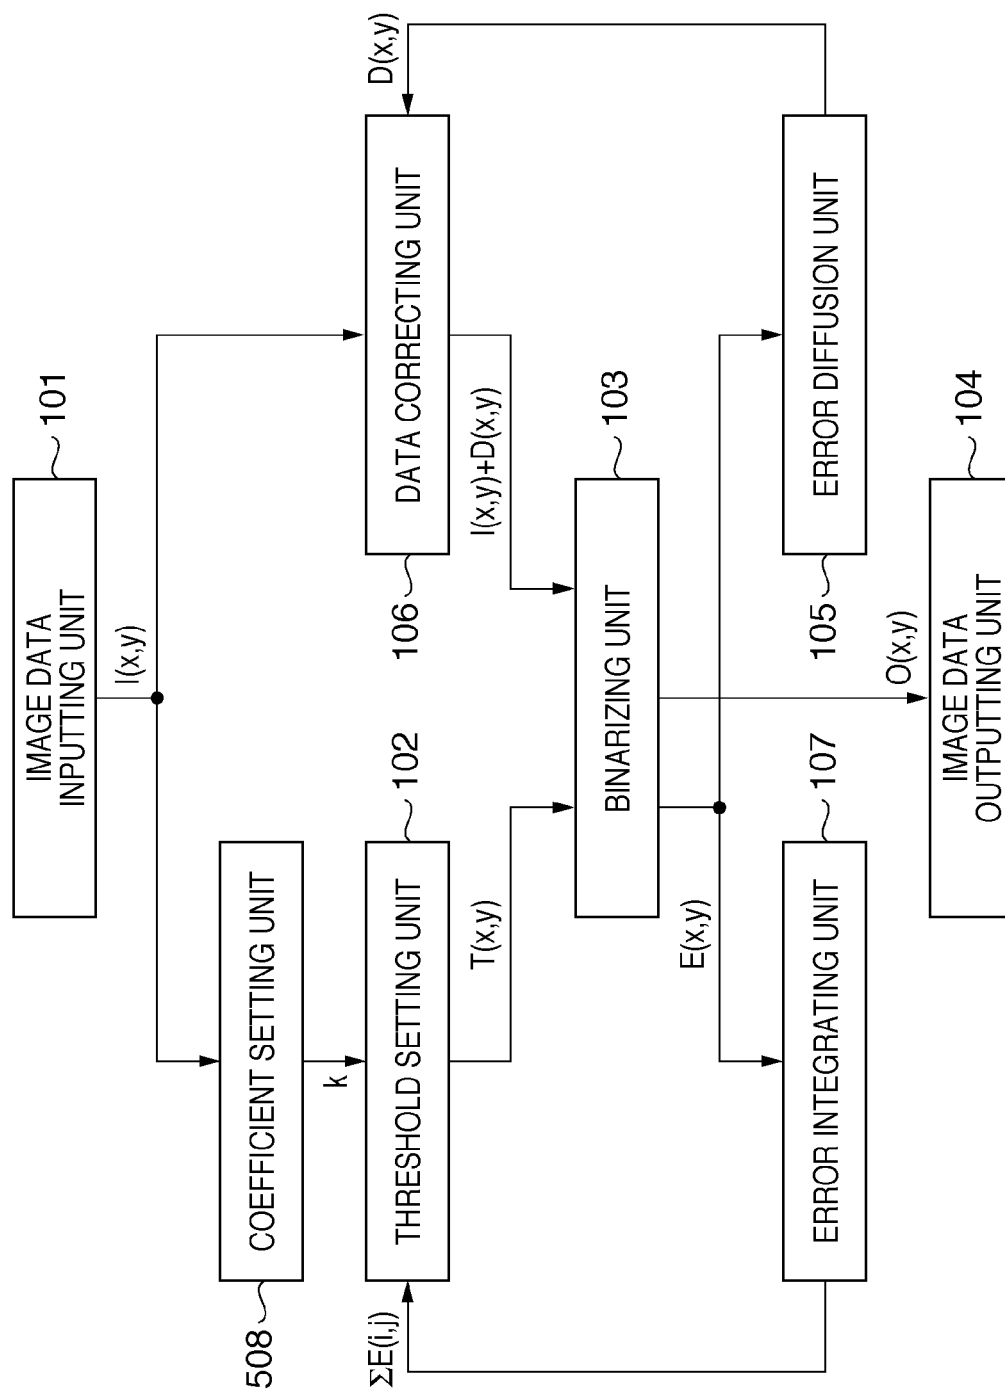 101
IMAGE DATA
INPUTTING UNIT
I(x,y)
508
COEFFICIENT SETTING UNIT
k
ΣE(i,j)
THRESHOLD SETTING UNIT
102
106
DATA CORRECTING UNIT
D(x,y)
T(x,y)
I(x,y)+D(x,y)
BINARIZING UNIT
103
E(x,y)
ERROR INTEGRATING UNIT
107
105
ERROR DIFFUSION UNIT
O(x,y)
IMAGE DATA
OUTPUTTING UNIT
104